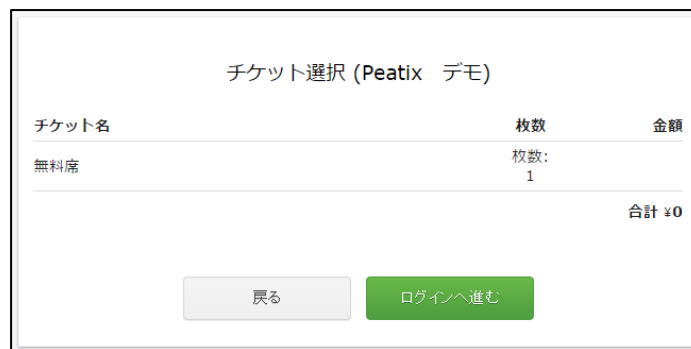 チケット選択 (Peatix　デモ)
チケット名 枚数 金額
無料席 枚数:
1
合計 ¥0
戻る ログインへ進む